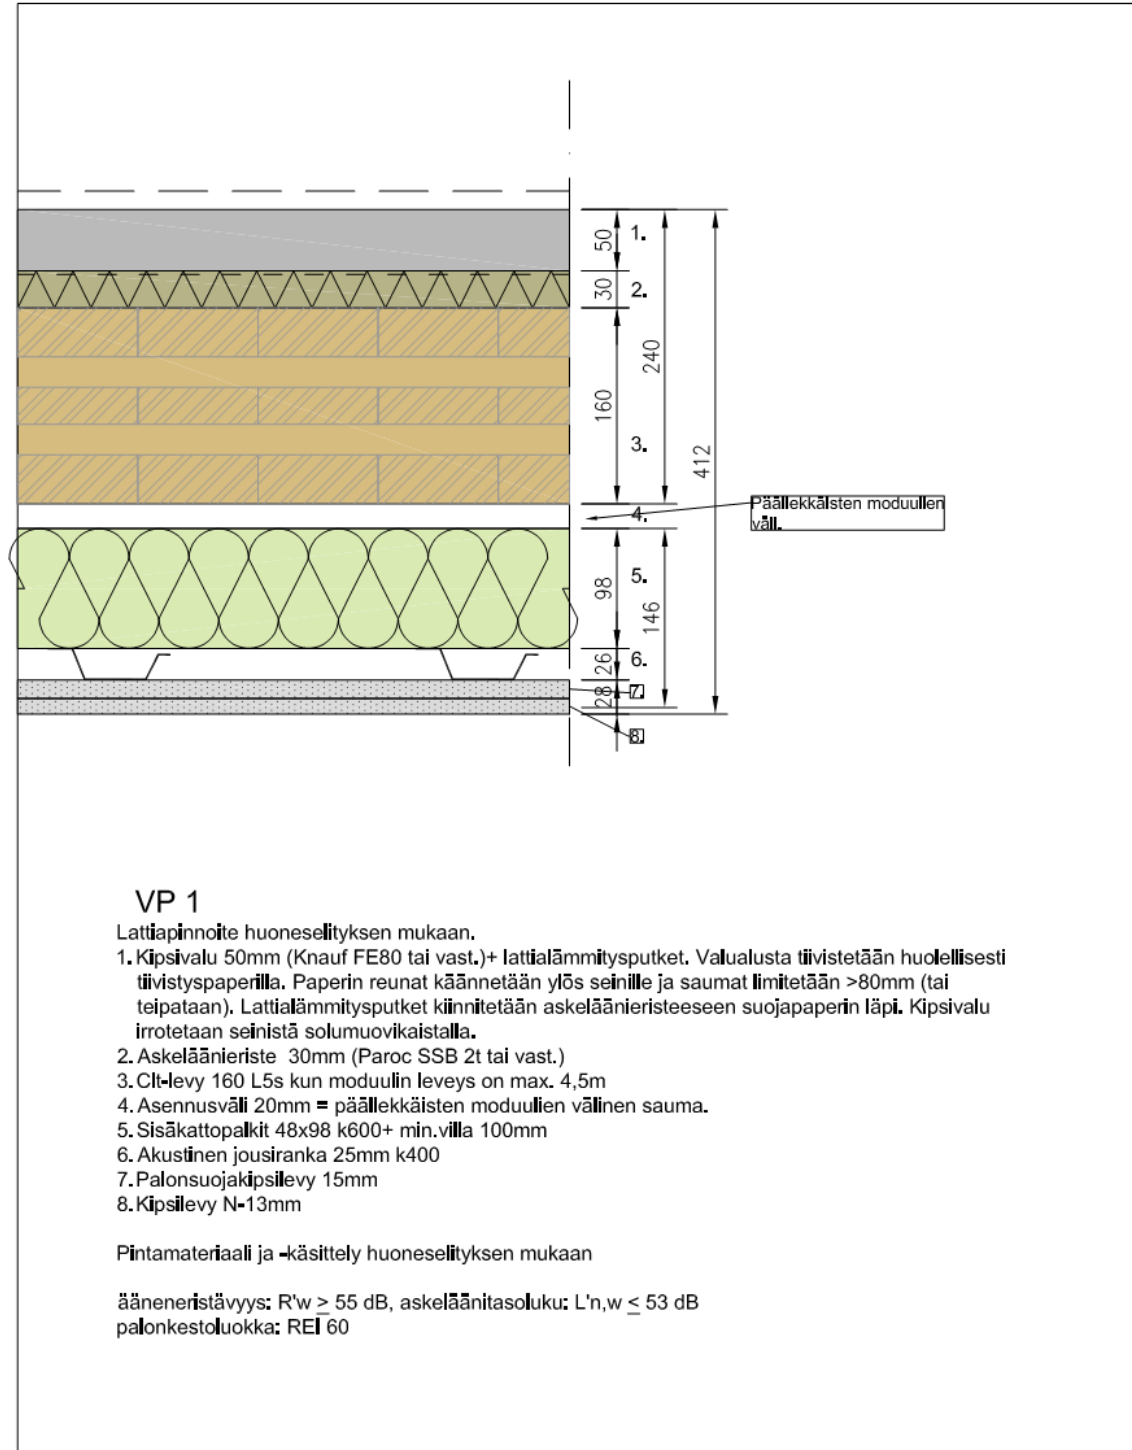 50
1.
30
2.
240
160
3.
412
Päällekkäisten moduulien
väli.
4.
5.
98
146
6.
26
7.
28
8.
VP 1
Lattiapinnoite huoneselityksen mukaan.
1. Kipsivalu 50mm (Knauf FE80 tai vast.)+ lattialämmitysputket. Valualusta tiivistetään huolellisesti
tiivistyspaperilla. Paperin reunat käännetään ylös seinille ja saumat limitetään >80mm (tai
teipataan). Lattialämmitysputket kiinnitetään askeläänieristeeseen suojapaperin läpi. Kipsivalu
irrotetaan seinistä solumuovikaistalla.
2. Askeläänieriste 30mm (Paroc SSB 2t tai vast.)
3. Clt-levy 160 L5s kun moduulin leveys on max. 4,5m
4. Asennusväli 20mm = päällekkäisten moduulien välinen sauma.
5. Sisäkattopalkit 48x98 k600+ min.villa 100mm
6. Akustinen jousiranka 25mm k400
7. Palonsuojakipsilevy 15mm
8. Kipsilevy N-13mm
Pintamateriaali ja -käsittely huoneselityksen mukaan
ääneneristävyys: R'w ≥ 55 dB, askeläänitasoluku: L'n,w ≤ 53 dB
palonkestoluokka: REI 60